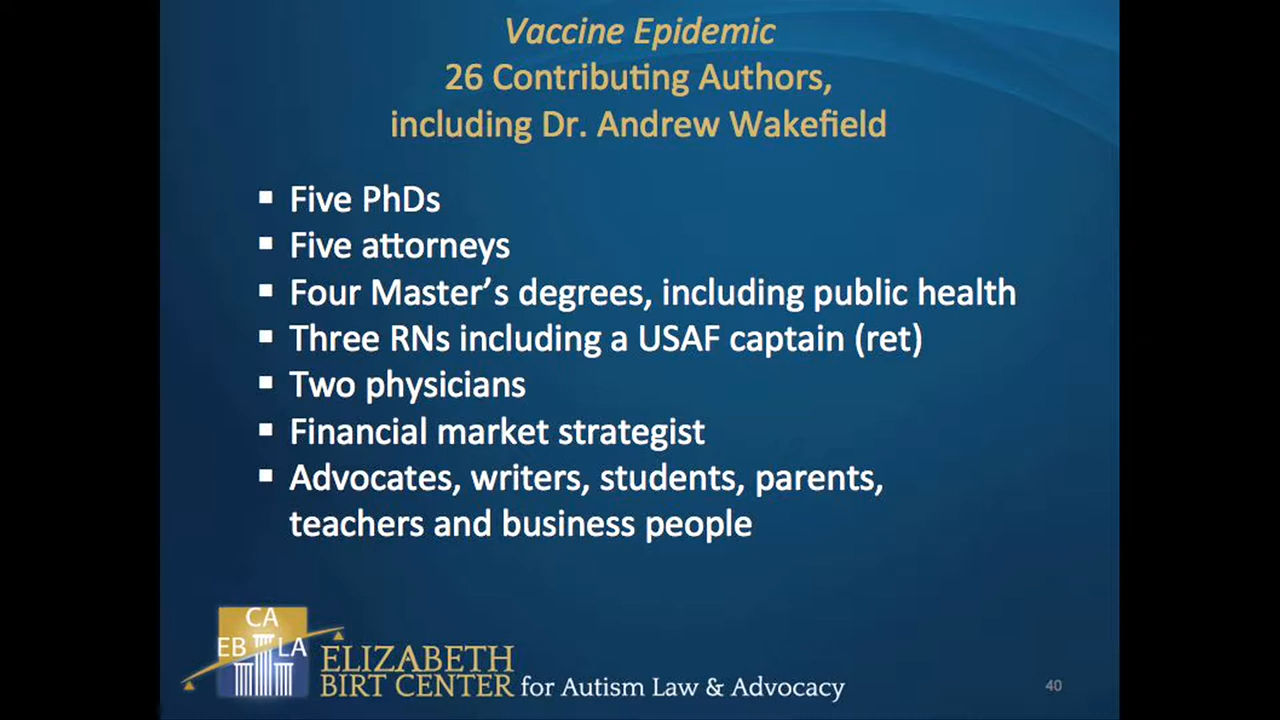 Vaccine Epidemic
26 Contributing Authors,
including Dr. Andrew Wakefield
▪ Five PhDs
▪ Five attorneys
▪ Four Master’s degrees, including public health
▪ Three RNs including a USAF captain (ret)
▪ Two physicians
▪ Financial market strategist
▪ Advocates, writers, students, parents,
teachers and business people
CA
EB LA
ELIZABETH
BIRT CENTER for Autism Law & Advocacy
40